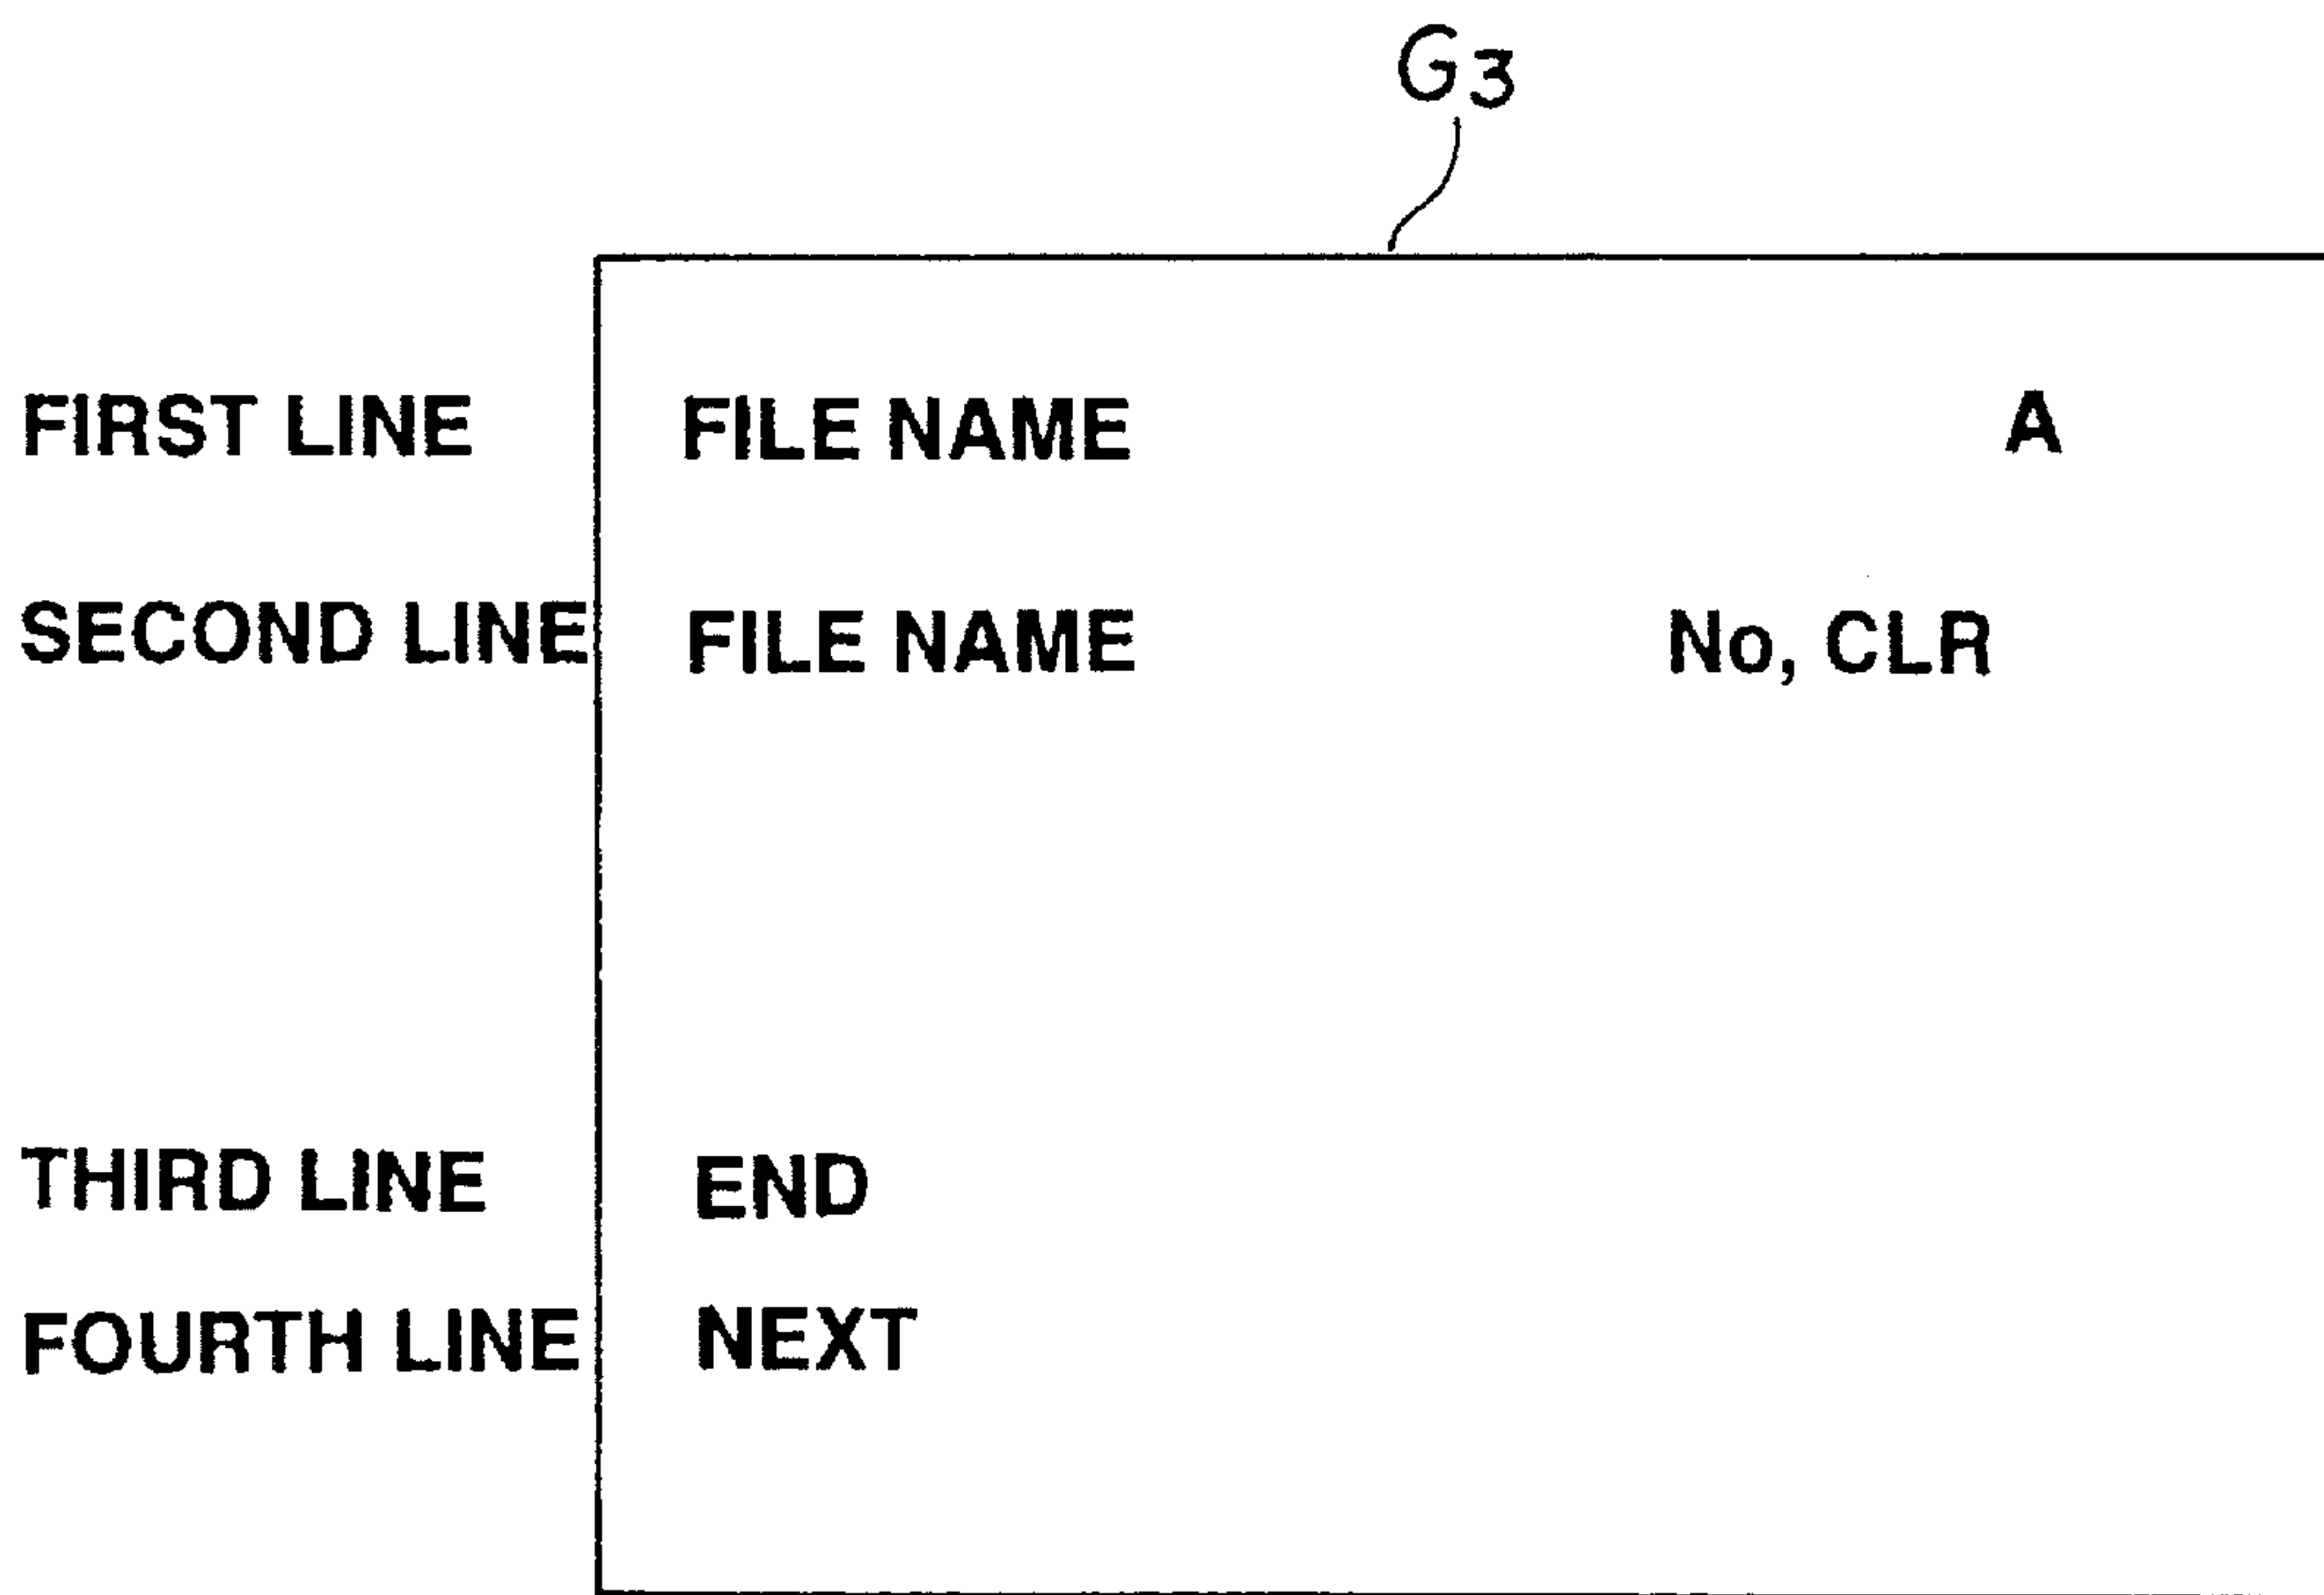 G3
FIRST LINE FILE NAME A
SECOND LINE FILE NAME No, CLR
THIRD LINE END
FOURTH LINE NEXT